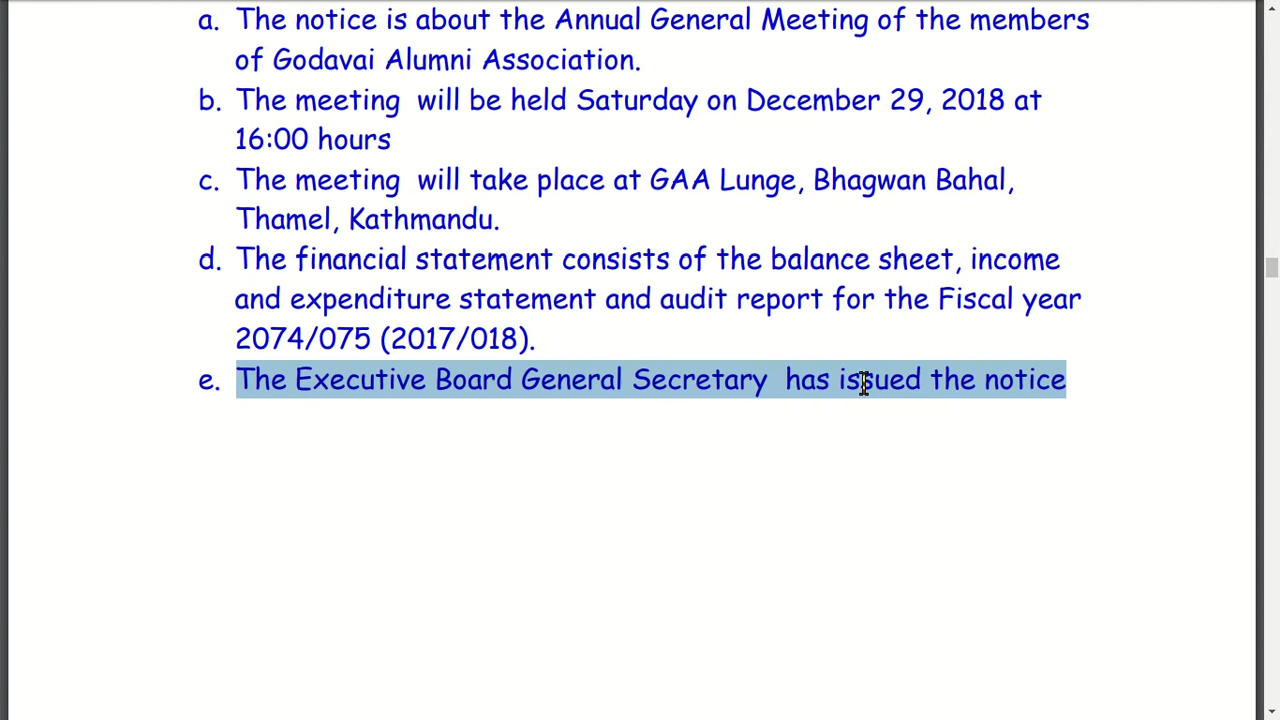 a. The notice is about the Annual General Meeting of the members
of Godavai Alumni Association.
b. The meeting will be held Saturday on December 29, 2018 at
16:00 hours
c. The meeting will take place at GAA Lunge, Bhagwan Bahal,
Thamel, Kathmandu.
d. The financial statement consists of the balance sheet, income
and expenditure statement and audit report for the Fiscal year
2074/075 (2017/018).
e. The Executive Board General Secretary has issued the notice